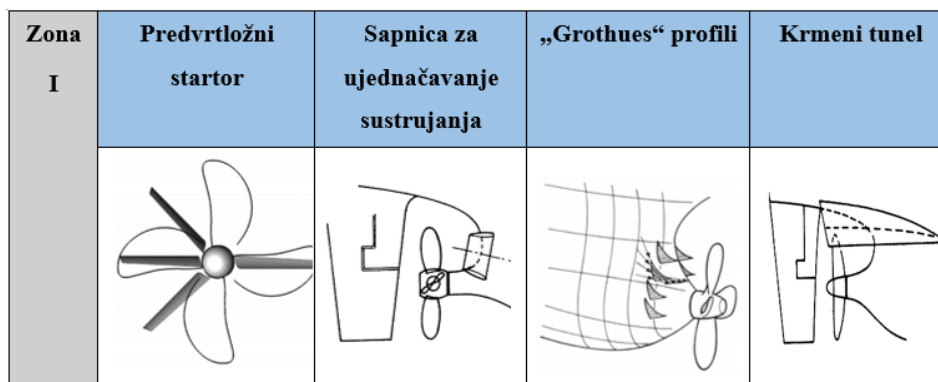 Zona
I
Predvrtložni
startor
Sapnica za
ujednačavanje
sustrujanja
„Grothues“ profili
Krmeni tunel